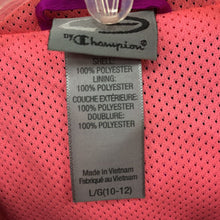 BY Champion
SHELL:
100% POLYESTER
LINING:
100% POLYESTER
COUCHE EXTÉRIEURE:
100% POLYESTER
DOUBLURE:
100% POLYESTER
Made in Vietnam
Fabriqué au Vietnam
L/G(10-12)